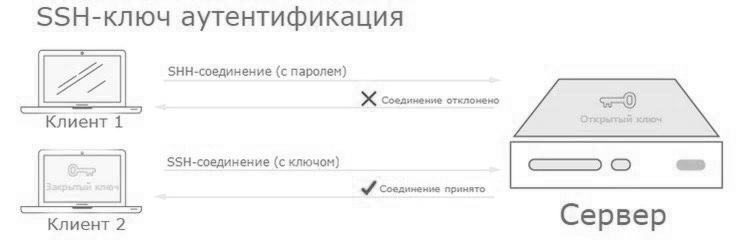 SSH-ключ аутентификация
SHH-соединение (с паролем)
Соединение отклонено
Клиент 1
Открытый ключ
SSH-соединение (с ключом)
Закрытый ключ
Соединение принято
Клиент 2
Сервер